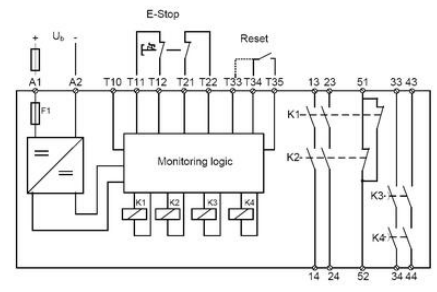 E-Stop
+ Ub -
Reset
A1 A2 T10 T11 T12 T21 T22 T33 T34 T35 13 23 51 33 43
F1
K1
Monitoring logic
K2
K1 K2 K3 K4
K3
K4
14 24 52 34 44